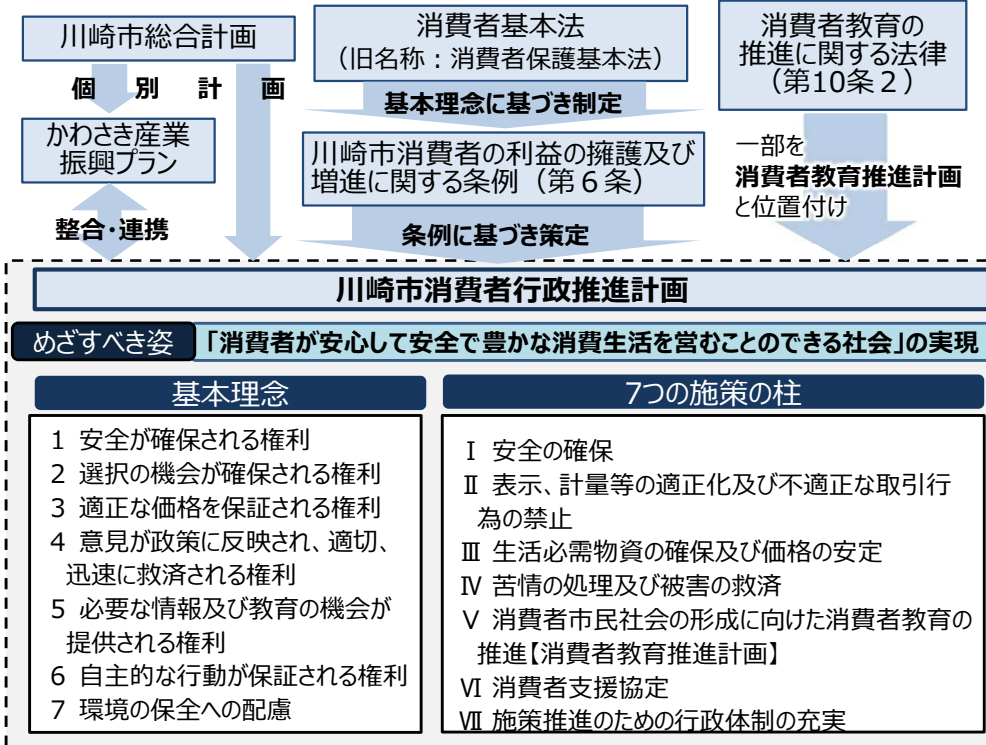 川崎市総合計画
消費者基本法
（旧名称：消費者保護基本法）
消費者教育の
推進に関する法律
（第10条２）
個別計画
基本理念に基づき制定
かわさき産業
振興プラン
川崎市消費者の利益の擁護及び
増進に関する条例（第６条）
一部を
消費者教育推進計画
と位置付け
整合・連携
条例に基づき策定
川崎市消費者行政推進計画
めざすべき姿
「消費者が安心して安全で豊かな消費生活を営むことのできる社会」の実現
基本理念
1 安全が確保される権利
2 選択の機会が確保される権利
3 適正な価格を保証される権利
4 意見が政策に反映され、適切、
迅速に救済される権利
5 必要な情報及び教育の機会が
提供される権利
6 自主的な行動が保証される権利
7 環境の保全への配慮
7つの施策の柱
Ⅰ 安全の確保
Ⅱ 表示、計量等の適正化及び不適正な取引行
為の禁止
Ⅲ 生活必需物資の確保及び価格の安定
Ⅳ 苦情の処理及び被害の救済
Ⅴ 消費者市民社会の形成に向けた消費者教育の
推進【消費者教育推進計画】
Ⅵ 消費者支援協定
Ⅶ 施策推進のための行政体制の充実